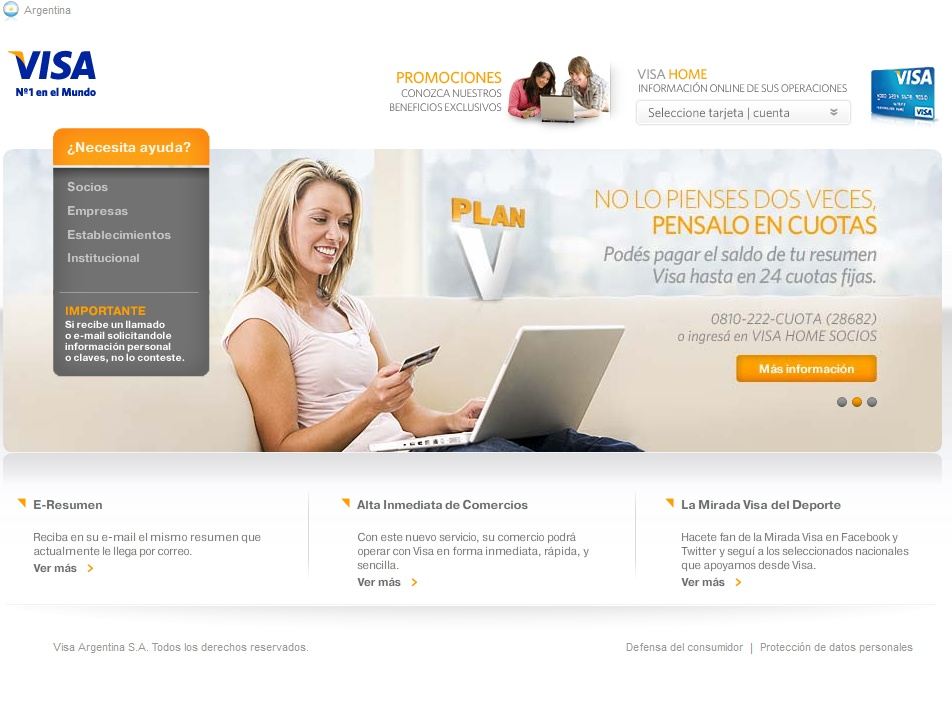 Argentina
VISA
Nº1 en el Mundo
PROMOCIONES
CONOZCA NUESTROS
BENEFICIOS EXCLUSIVOS
VISA HOME
INFORMACIÓN ONLINE DE SUS OPERACIONES
Seleccione tarjeta | cuenta
VISA
VISA
¿Necesita ayuda?
Socios
Empresas
Establecimientos
Institucional
IMPORTANTE
Si recibe un llamado
o e-mail solicitandole
información personal
o claves, no lo conteste.
PLAN
V
NO LO PIENSES DOS VECES,
PENSALO EN CUOTAS
Podés pagar el saldo de tu resumen
Visa hasta en 24 cuotas fijas.
0810-222-CUOTA (28682)
o ingresá en VISA HOME SOCIOS
Más información
E-Resumen
Reciba en su e-mail el mismo resumen que
actualmente le llega por correo.
Ver más
Alta Inmediata de Comercios
Con este nuevo servicio, su comercio podrá
operar con Visa en forma inmediata, rápida, y
sencilla.
Ver más
La Mirada Visa del Deporte
Hacete fan de la Mirada Visa en Facebook y
Twitter y seguí a los seleccionados nacionales
que apoyamos desde Visa.
Ver más
Visa Argentina S.A. Todos los derechos reservados.
Defensa del consumidor | Protección de datos personales